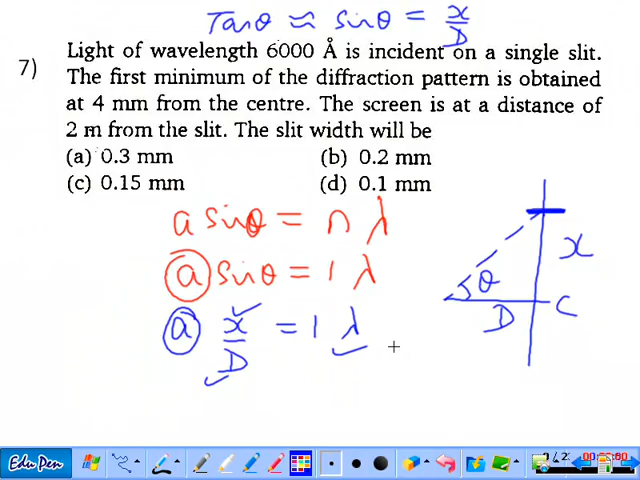 Tanθ ≈ sinθ = x/D
7) Light of wavelength 6000 Å is incident on a single slit.
The first minimum of the diffraction pattern is obtained
at 4 mm from the centre. The screen is at a distance of
2 m from the slit. The slit width will be
(a) 0.3 mm (b) 0.2 mm
(c) 0.15 mm (d) 0.1 mm
a sinθ = n λ
a sinθ = 1 λ
a x/D = 1 λ
x
θ
D C
Edu Pen